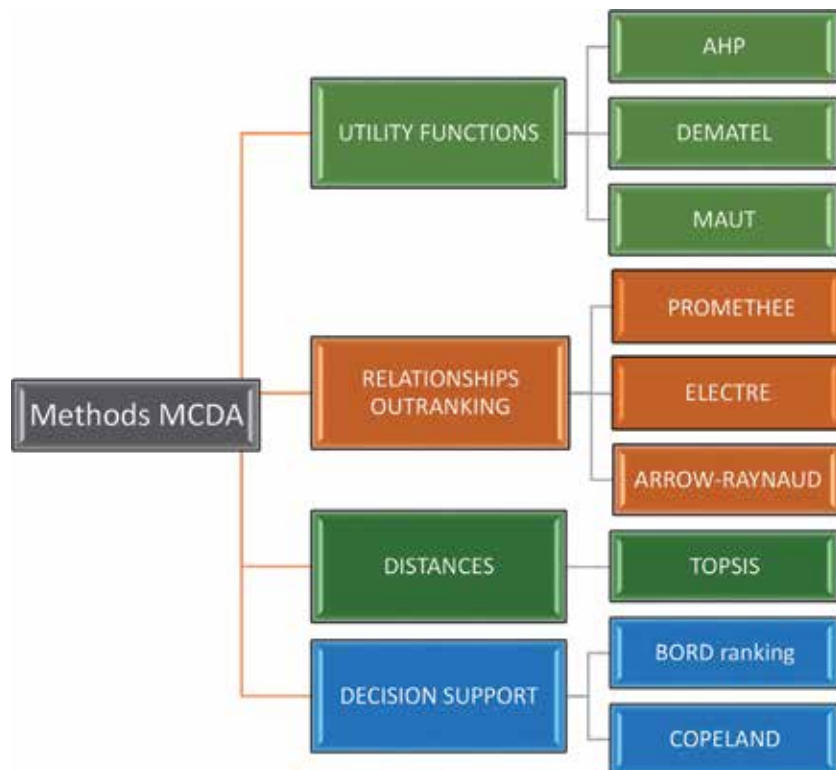 Methods MCDA
UTILITY FUNCTIONS
AHP
DEMATEL
MAUT
RELATIONSHIPS
OUTRANKING
PROMETHEE
ELECTRE
ARROW-RAYNAUD
DISTANCES
TOPSIS
DECISION SUPPORT
BORD ranking
COPELAND